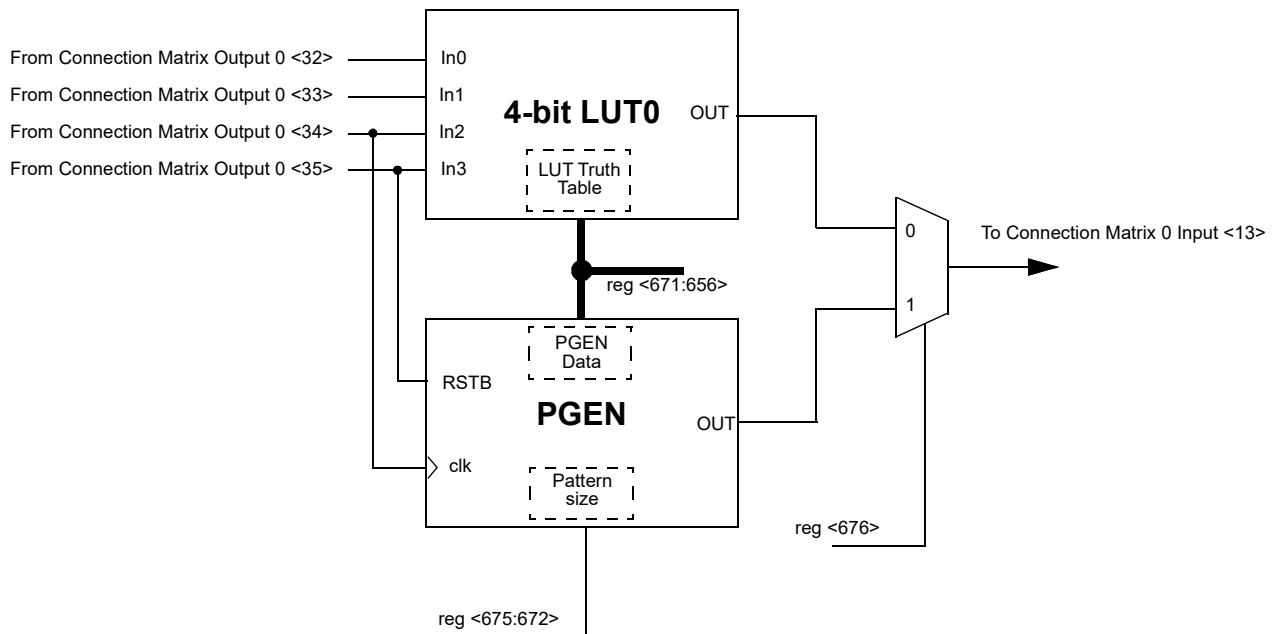 From Connection Matrix Output 0 <32>
In0
From Connection Matrix Output 0 <33>
In1
4-bit LUT0
OUT
From Connection Matrix Output 0 <34>
In2
From Connection Matrix Output 0 <35>
In3
LUT Truth
Table
0
To Connection Matrix 0 Input <13>
reg <671:656>
1
PGEN
Data
RSTB
PGEN
OUT
clk
Pattern
size
reg <676>
reg <675:672>